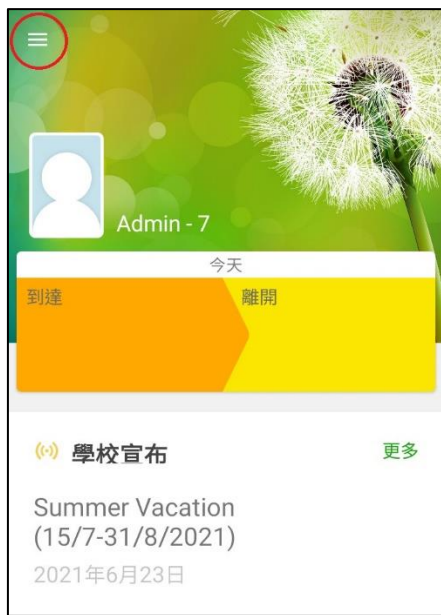 Admin - 7
今天
到達
離開
學校宣布
更多
Summer Vacation
(15/7-31/8/2021)
2021年6月23日